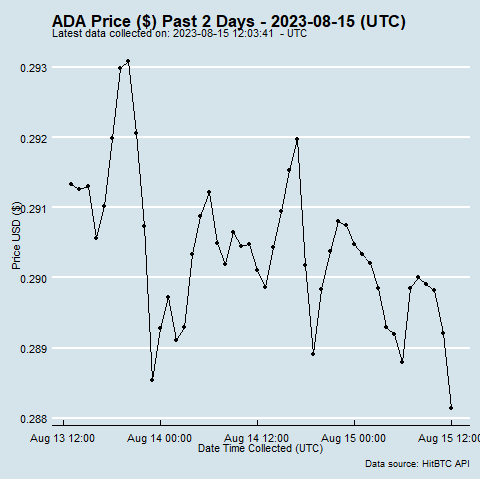 ADA Price ($) Past 2 Days - 2023-08-15 (UTC)
Latest data collected on: 2023-08-15 12:03:41 - UTC
0.293
0.292
0.291
0.290
0.289
0.288
Price USD ($)
Aug 13 12:00 Aug 14 00:00 Aug 14 12:00 Aug 15 00:00 Aug 15 12:00
Date Time Collected (UTC)
Data source: HitBTC API